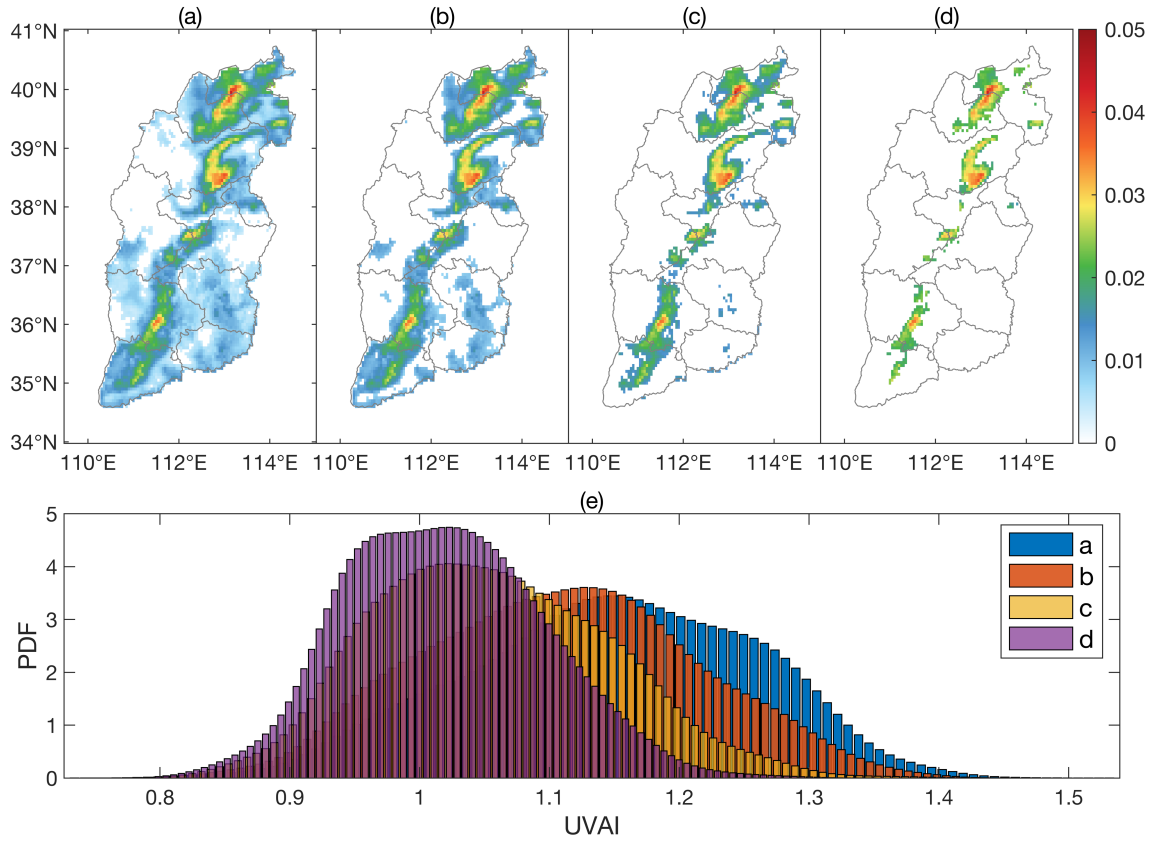 (a) (b) (c) (d)
41°N
40°N
39°N
38°N
37°N
36°N
35°N
34°N
110°E 112°E 114°E 110°E 112°E 114°E 110°E 112°E 114°E 110°E 112°E 114°E
0.05
0.04
0.03
0.02
0.01
0
(e)
5
4
3
2
1
0
PDF
a
b
c
d
0.8 0.9 1 1.1 1.2 1.3 1.4 1.5
UVAI